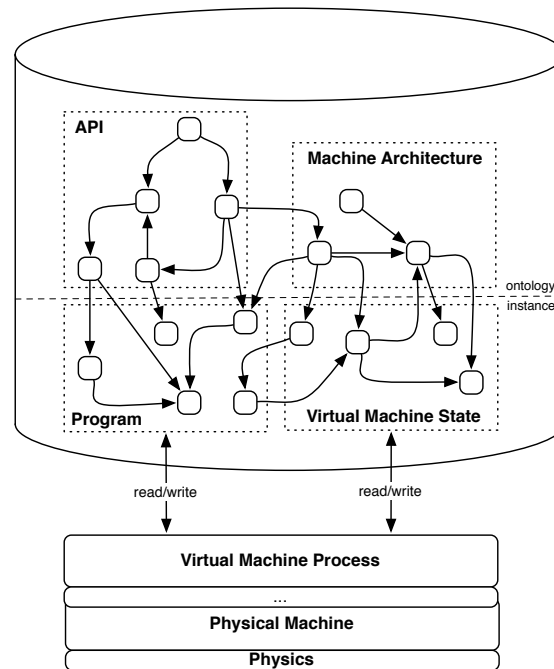 API
Machine Architecture
ontology
instance
Program
Virtual Machine State
read/write
read/write
Virtual Machine Process
...
Physical Machine
Physics